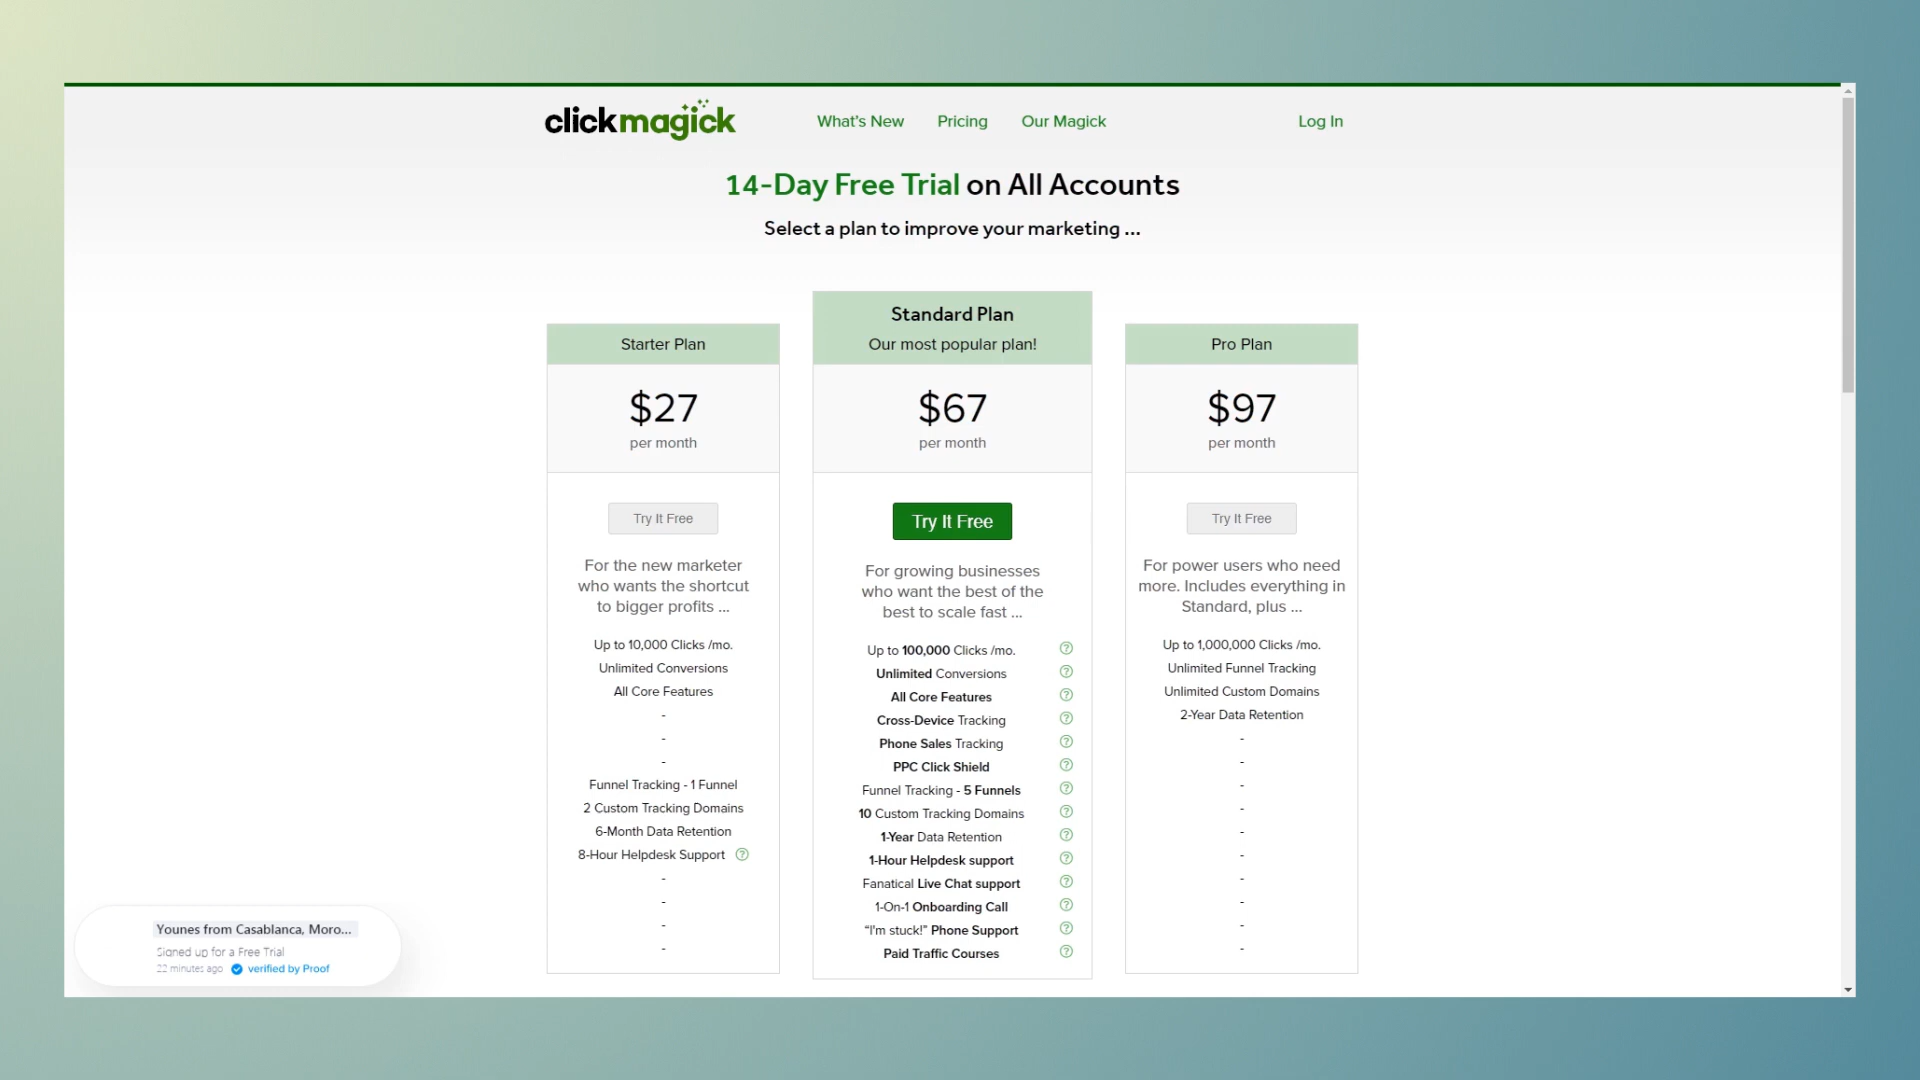 clickmagick
What's New
Pricing
Our Magick
Log In
14-Day Free Trial on All Accounts
Select a plan to improve your marketing ...
Starter Plan
$27
per month
Try It Free
For the new marketer
who wants the shortcut
to bigger profits ...
Up to 10,000 Clicks /mo.
Unlimited Conversions
All Core Features
-
-
-
Funnel Tracking - 1 Funnel
2 Custom Tracking Domains
6-Month Data Retention
8-Hour Helpdesk Support ?
-
-
-
-
Standard Plan
Our most popular plan!
$67
per month
Try It Free
For growing businesses
who want the best of the
best to scale fast ...
Up to 100,000 Clicks /mo. ?
Unlimited Conversions ?
All Core Features ?
Cross-Device Tracking ?
Phone Sales Tracking ?
PPC Click Shield ?
Funnel Tracking - 5 Funnels ?
10 Custom Tracking Domains ?
1-Year Data Retention ?
1-Hour Helpdesk support ?
Fanatical Live Chat support ?
1-On-1 Onboarding Call ?
“I'm stuck!” Phone Support ?
Paid Traffic Courses ?
Pro Plan
$97
per month
Try It Free
For power users who need
more. Includes everything in
Standard, plus ...
Up to 1,000,000 Clicks /mo.
Unlimited Funnel Tracking
Unlimited Custom Domains
2-Year Data Retention
-
-
-
-
-
-
-
-
-
-
Younes from Casablanca, Moro...
Signed up for a Free Trial
22 minutes ago verified by Proof